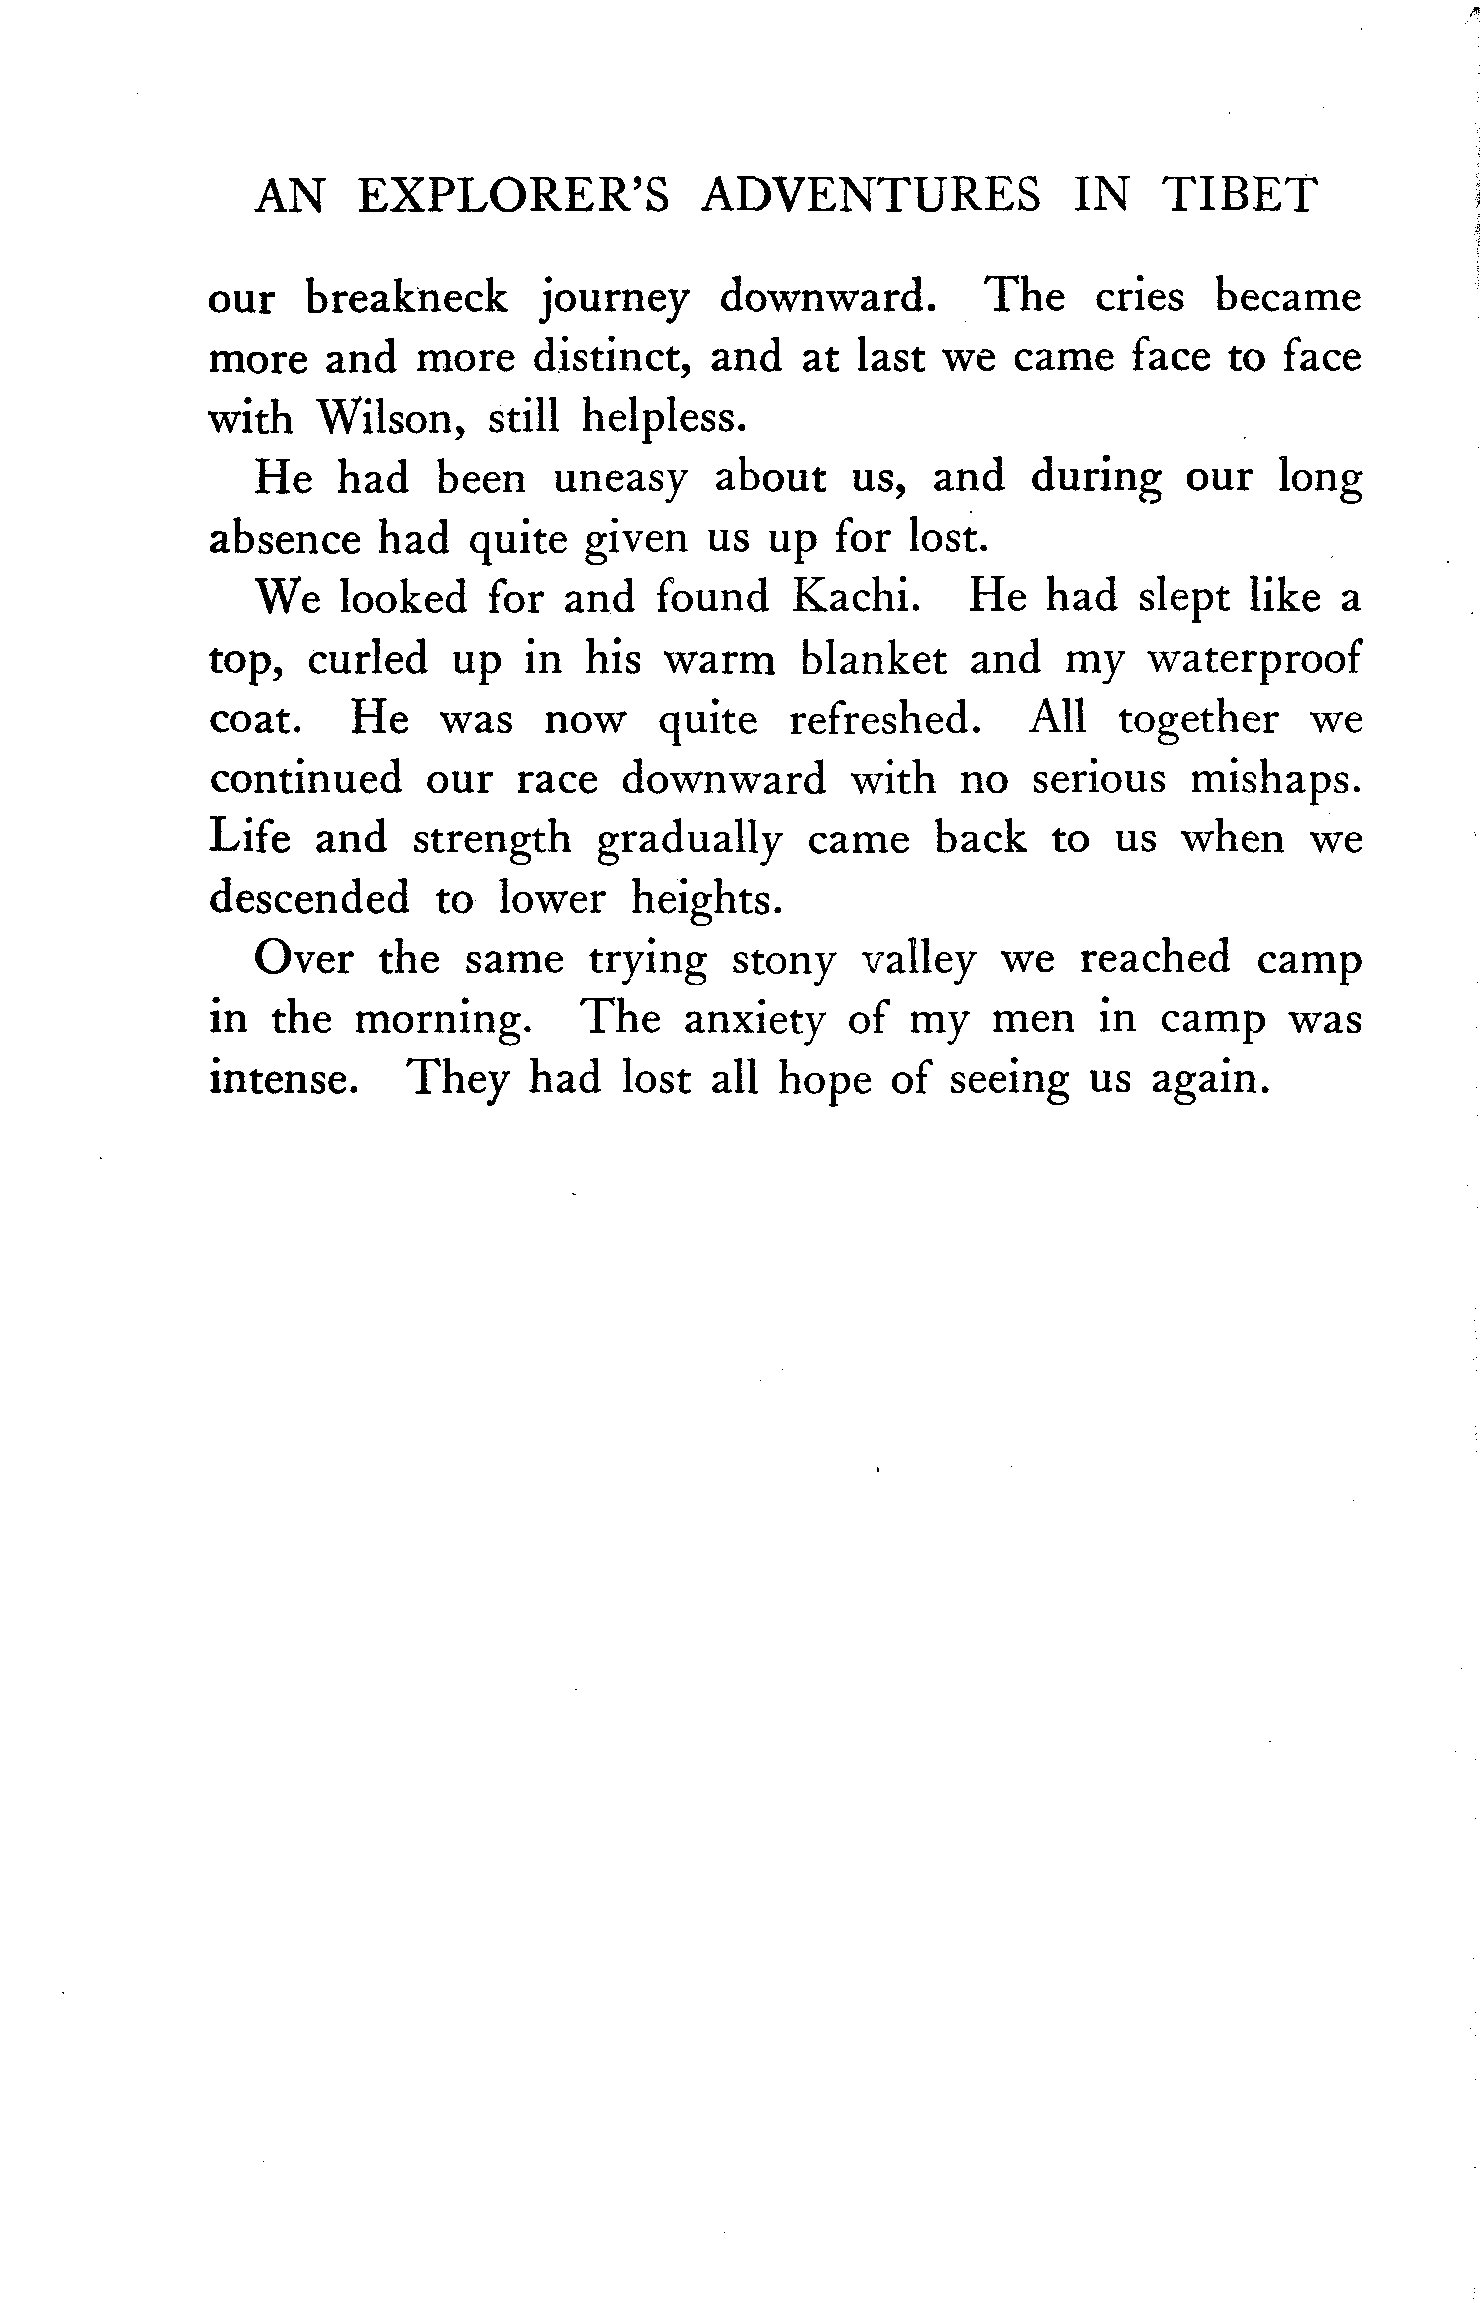 AN EXPLORER'S ADVENTURES IN TIBET
our breakneck journey downward. The cries became
more and more distinct, and at last we came face to face
with Wilson, still helpless.
He had been uneasy about us, and during our long
absence had quite given us up for lost.
We looked for and found Kachi. He had slept like a
top, curled up in his warm blanket and my waterproof
coat. He was now quite refreshed. All together we
continued our race downward with no serious mishaps.
Life and strength gradually came back to us when we
descended to lower heights.
Over the same trying stony valley we reached camp
in the morning. The anxiety of my men in camp was
intense. They had lost all hope of seeing us again.